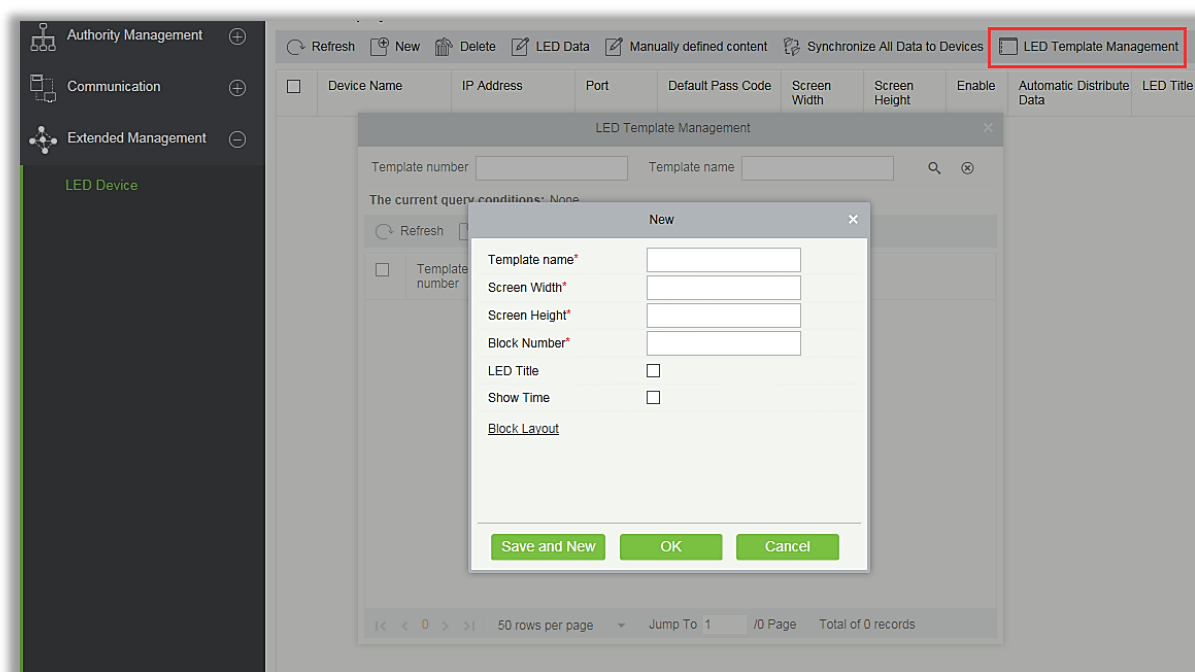 Authority Management
Communication
Extended Management
LED Device
Refresh New Delete LED Data Manually defined content Synchronize All Data to Devices LED Template Management
Device Name IP Address Port Default Pass Code Screen Width Screen Height Enable Automatic Distribute Data LED Title
LED Template Management
Template number Template name
The current query conditions: None
Refresh
Template number
New
Template name*
Screen Width*
Screen Height*
Block Number*
LED Title
Show Time
Block Layout
Save and New OK Cancel
0 50 rows per page Jump To 1 /0 Page Total of 0 records